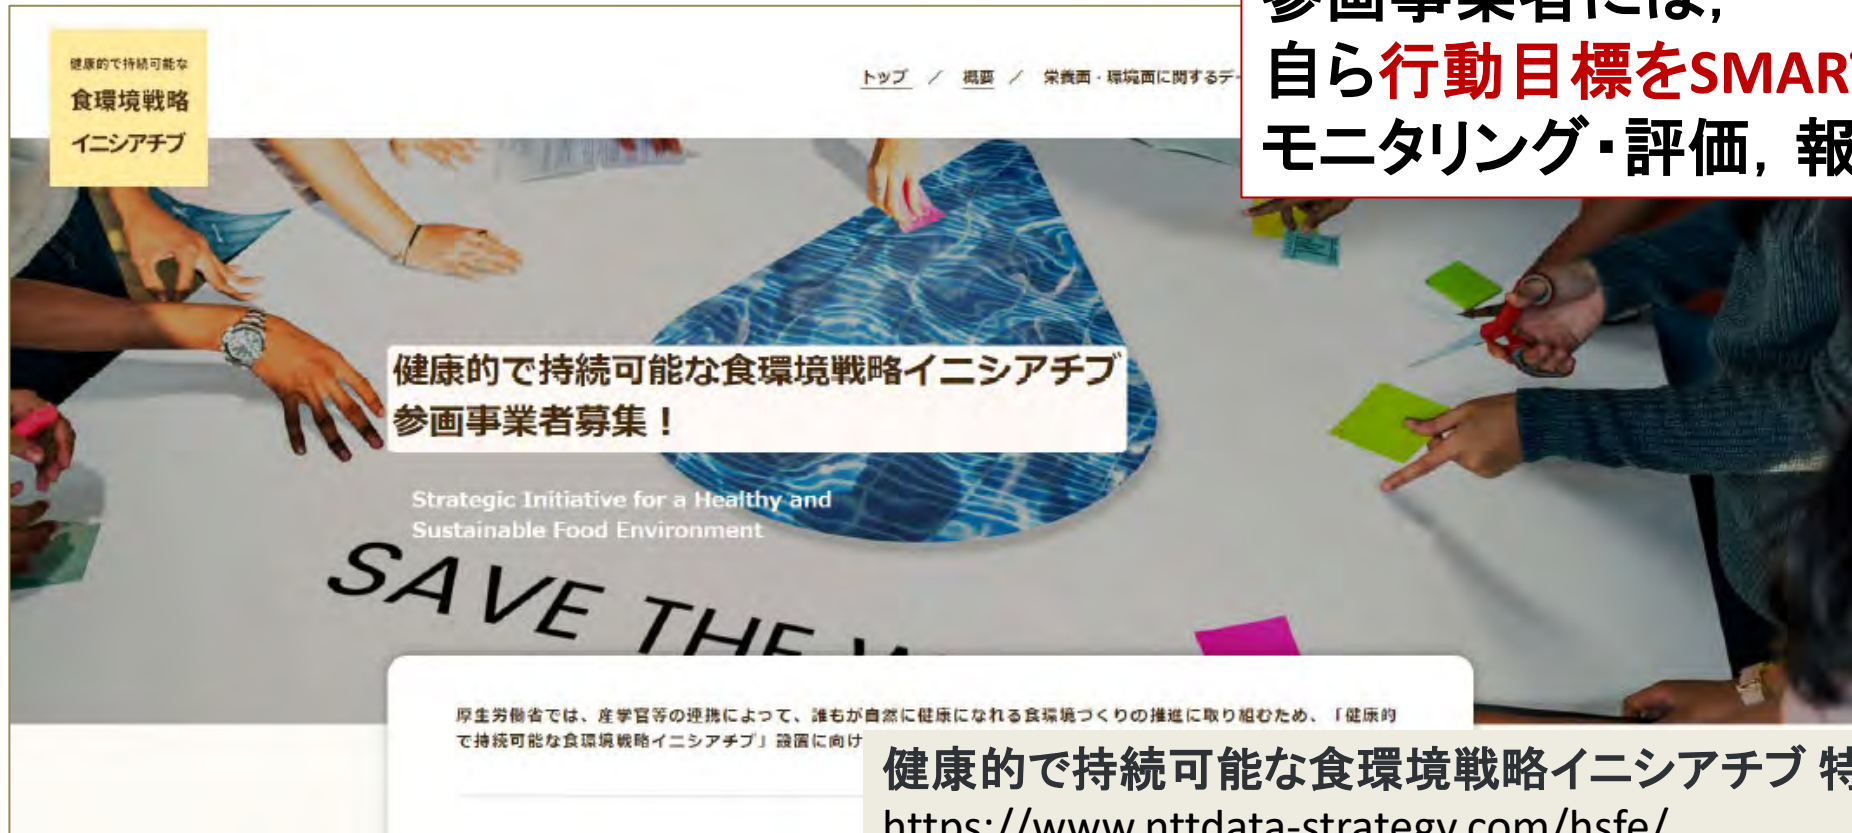 健康的で持続可能な
食環境戦略
イニシアチブ
トップ ／ 概要 ／ 栄養面・環境面に関するデー
参画事業者には，
自ら行動目標をSMART
モニタリング・評価，報
健康的で持続可能な食環境戦略イニシアチブ
参画事業者募集！
Strategic Initiative for a Healthy and
Sustainable Food Environment
SAVE THE W
厚生労働省では、産学官等の連携によって、誰もが自然に健康になれる食環境づくりの推進に取り組むため、「健康的
で持続可能な食環境戦略イニシアチブ」設置に向け
健康的で持続可能な食環境戦略イニシアチブ 特
https://www.nttdata-strategy.com/hsfe/